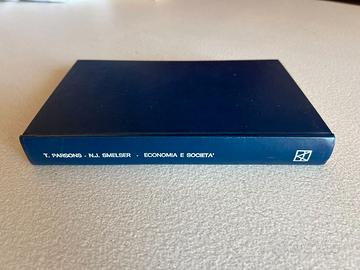 T. PARSONS - N.J. SMELSER - ECONOMIA E SOCIETA'